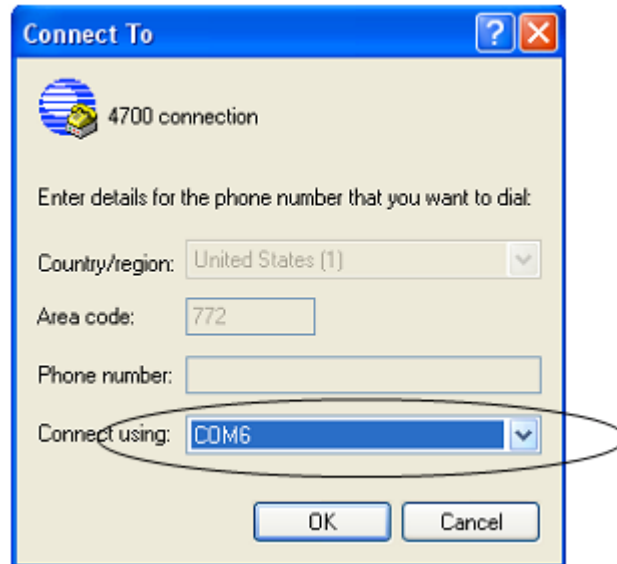 Connect To
4700 connection
Enter details for the phone number that you want to dial:
Country/region: United States (1)
Area code: 772
Phone number:
Connect using: COM6
OK Cancel